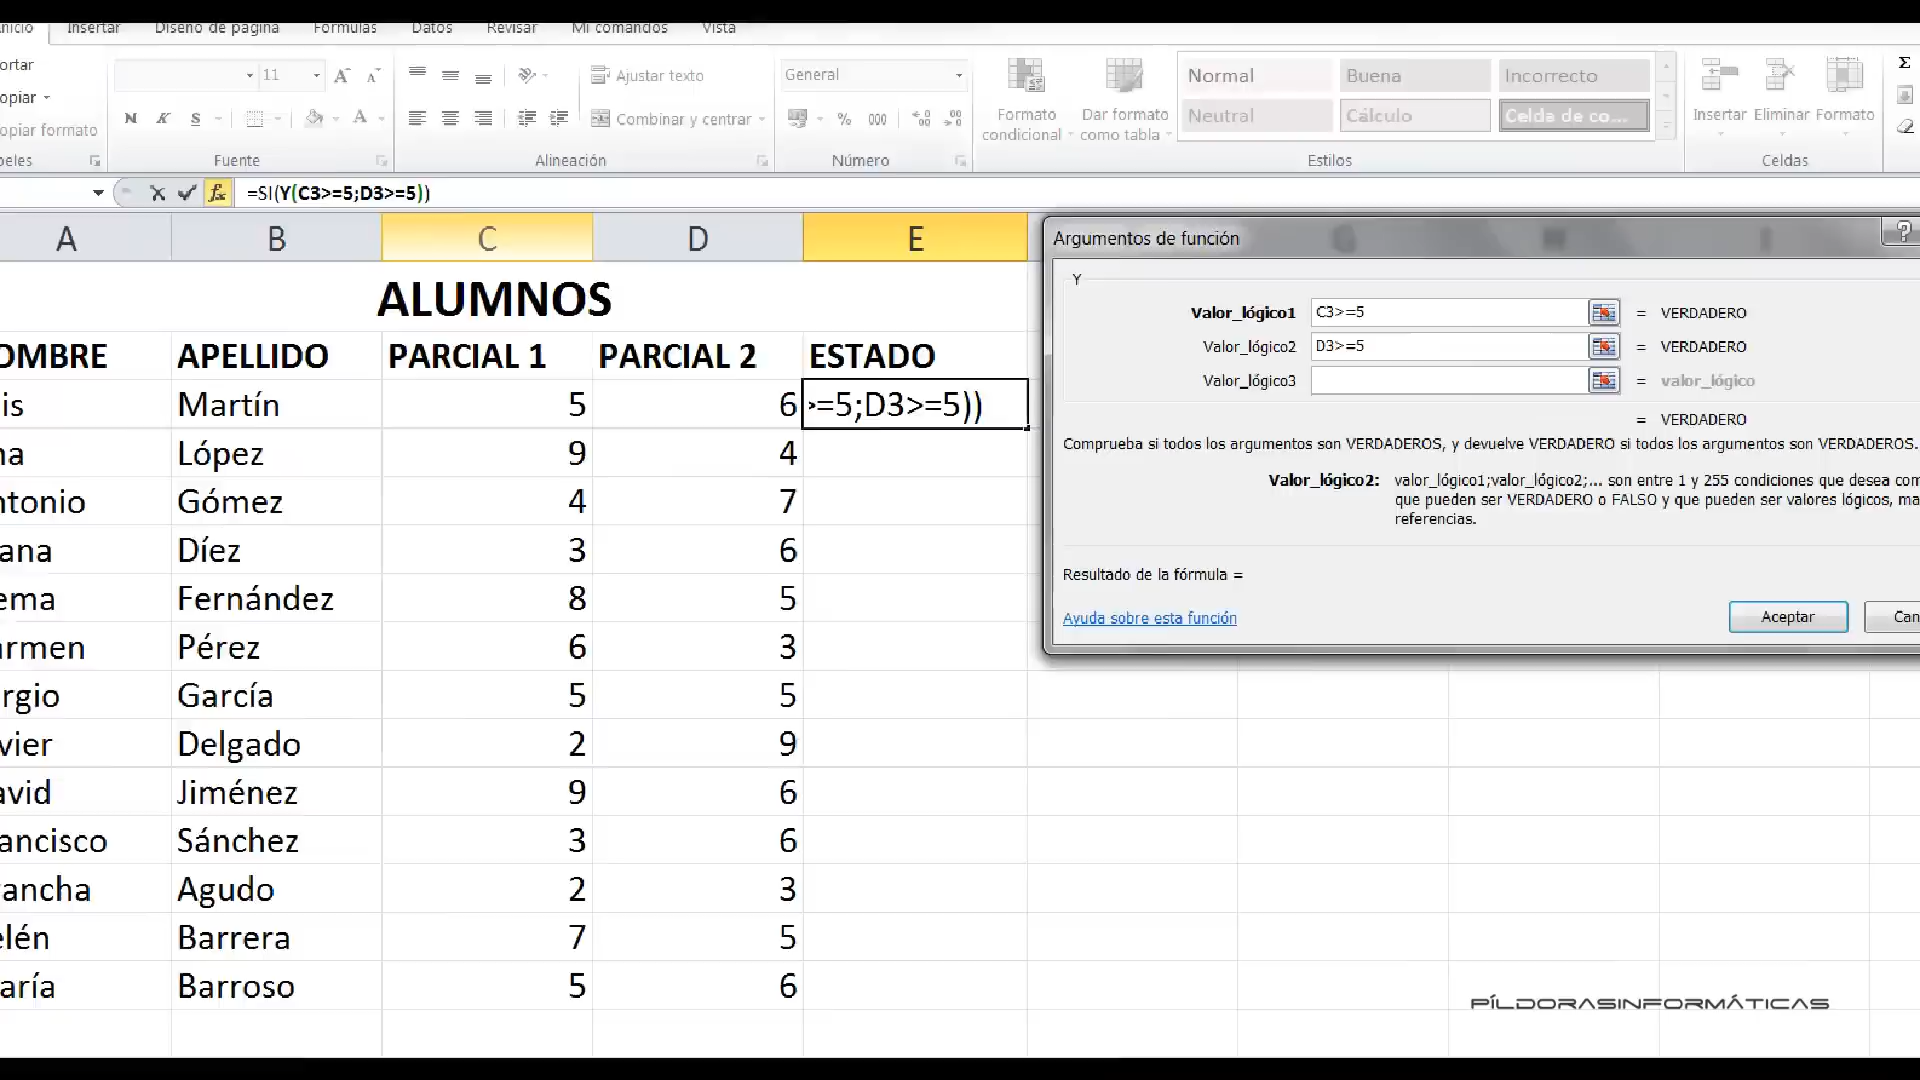 nicio Insertar Diseño de página Fórmulas Datos Revisar Mi comandos Vista
ortar
opiar
opiar formato
peles
11 A A
N K S A
Fuente
Ajustar texto
Combinar y centrar
Alineación
General
% 000
Número
Formato condicional
Dar formato como tabla
Normal Buena Incorrecto
Neutral Cálculo Celda de co...
Estilos
Insertar Eliminar Formato
Celdas
Σ
fx =SI(Y(C3>=5;D3>=5))
A B C D E
ALUMNOS
OMBRE APELLIDO PARCIAL 1 PARCIAL 2 ESTADO
is Martín 5 6 >=5;D3>=5))
na López 9 4
ntonio Gómez 4 7
ana Díez 3 6
ema Fernández 8 5
armen Pérez 6 3
rgio García 5 5
vier Delgado 2 9
avid Jiménez 9 6
ancisco Sánchez 3 6
ancha Agudo 2 3
elén Barrera 7 5
aría Barroso 5 6
Argumentos de función ?
Y
Valor_lógico1 C3>=5 = VERDADERO
Valor_lógico2 D3>=5 = VERDADERO
Valor_lógico3 = valor_lógico
= VERDADERO
Comprueba si todos los argumentos son VERDADEROS, y devuelve VERDADERO si todos los argumentos son VERDADEROS.
Valor_lógico2: valor_lógico1;valor_lógico2;... son entre 1 y 255 condiciones que desea com
que pueden ser VERDADERO o FALSO y que pueden ser valores lógicos, ma
referencias.
Resultado de la fórmula =
Ayuda sobre esta función
Aceptar Can
PÍLDORASINFORMÁTICAS